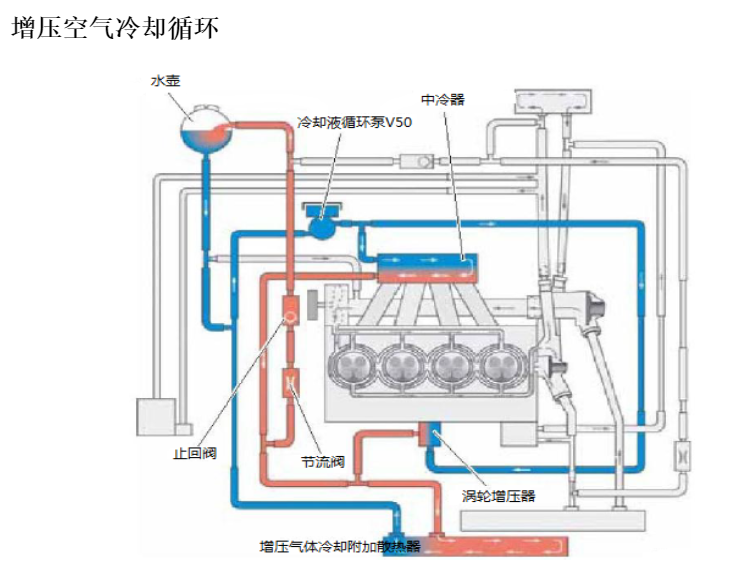 增压空气冷却循环
水壶
中冷器
冷却液循环泵V50
止回阀
节流阀
涡轮增压器
增压气体冷却附加散热器